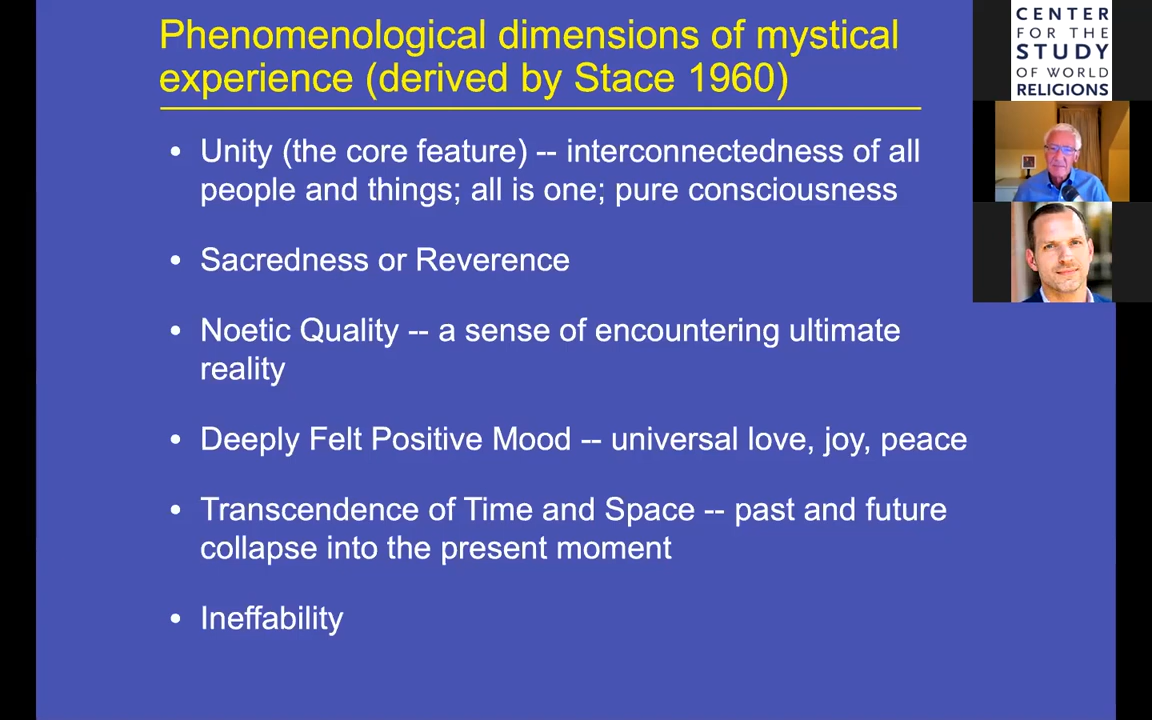 Phenomenological dimensions of mystical
experience (derived by Stace 1960)
• Unity (the core feature) -- interconnectedness of all
people and things; all is one; pure consciousness
• Sacredness or Reverence
• Noetic Quality -- a sense of encountering ultimate
reality
• Deeply Felt Positive Mood -- universal love, joy, peace
• Transcendence of Time and Space -- past and future
collapse into the present moment
• Ineffability
CENTER
FOR THE
STUDY
OF WORLD
RELIGIONS